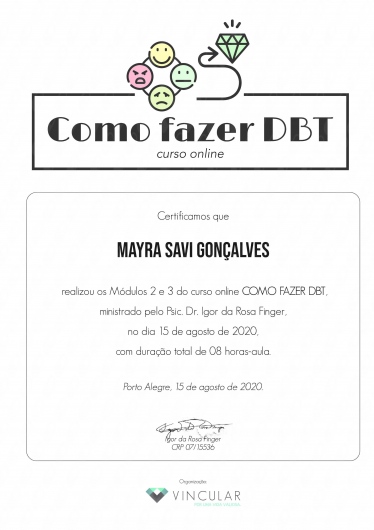 Como fazer DBT
curso online
Certificamos que
MAYRA SAVI GONÇALVES
realizou os Módulos 2 e 3 do curso online COMO FAZER DBT,
ministrado pelo Psic. Dr. Igor da Rosa Finger,
no dia 15 de agosto de 2020,
com duração total de 08 horas-aula.
Porto Alegre, 15 de agosto de 2020.
Igor da Rosa Finger
CRP 07/15536
Organização:
VINCULAR